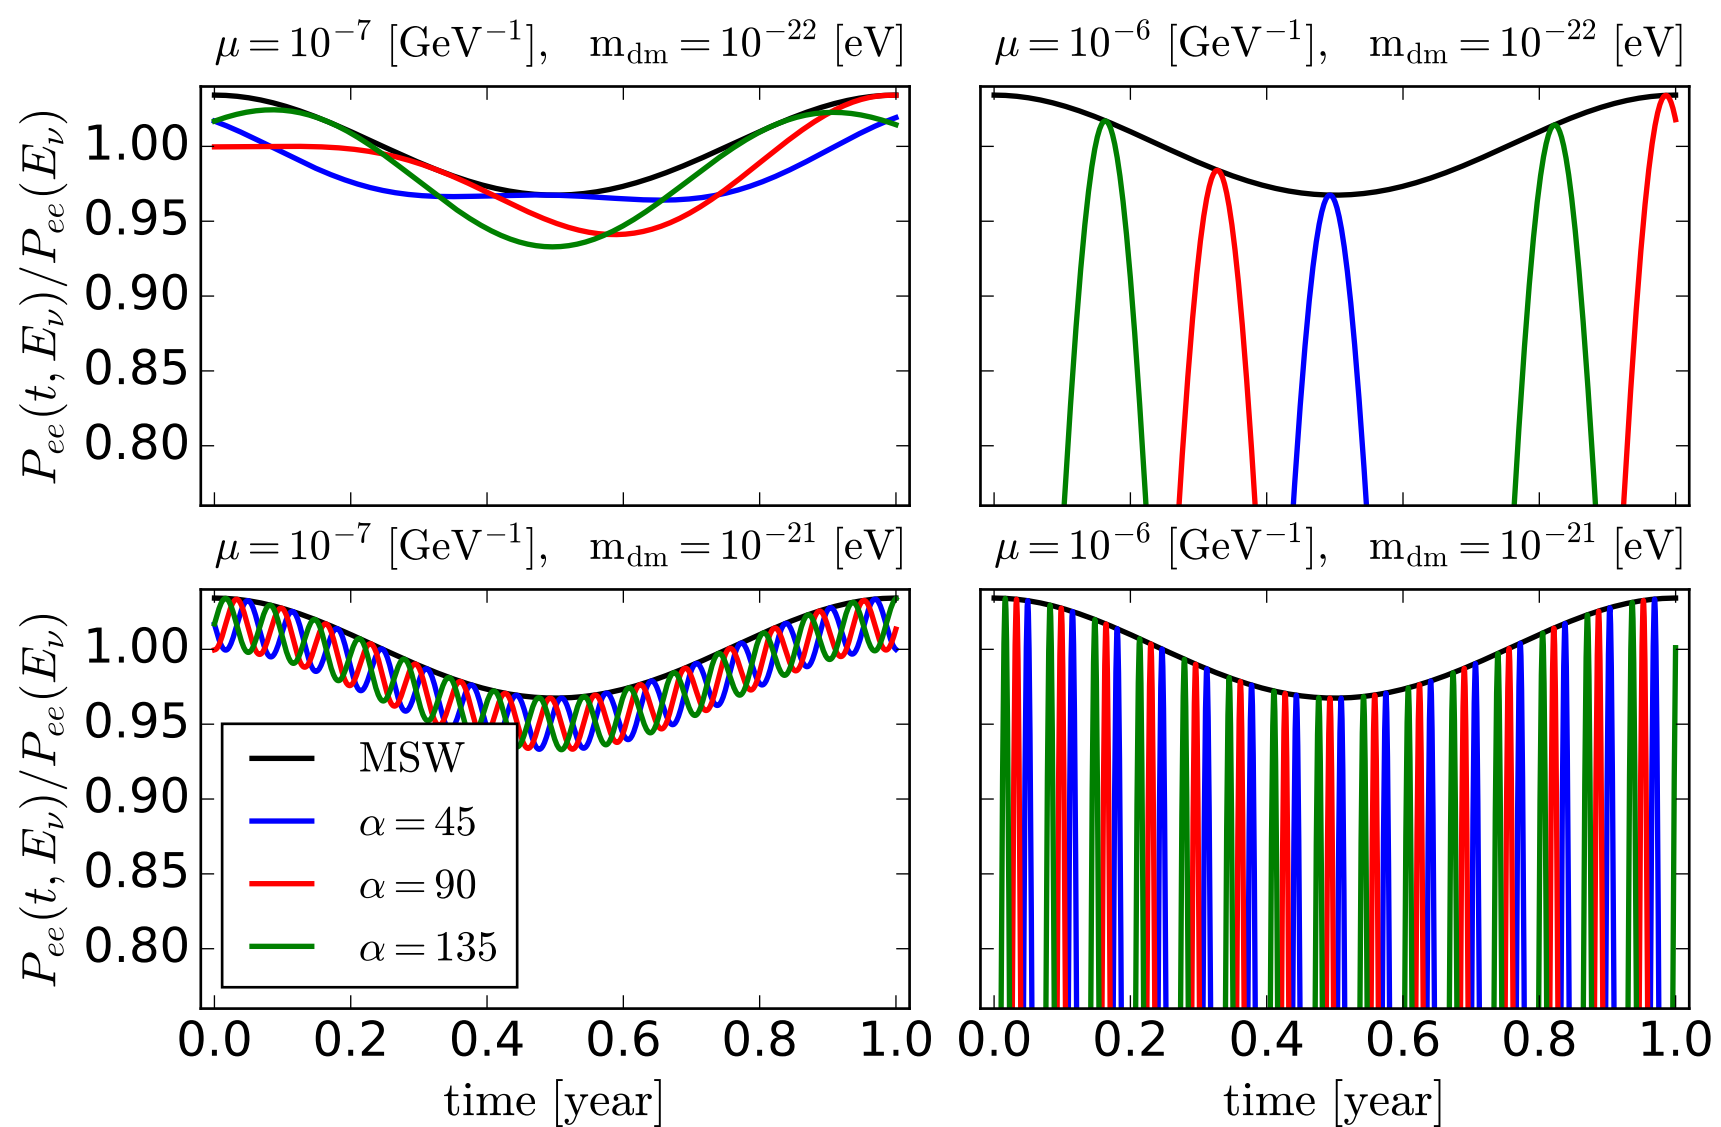 μ = 10⁻⁷ [GeV⁻¹], m_dm = 10⁻²² [eV]
μ = 10⁻⁶ [GeV⁻¹], m_dm = 10⁻²² [eV]
P_ee(t, E_ν)/P_ee(E_ν)
1.00
0.95
0.90
0.85
0.80
μ = 10⁻⁷ [GeV⁻¹], m_dm = 10⁻²¹ [eV]
μ = 10⁻⁶ [GeV⁻¹], m_dm = 10⁻²¹ [eV]
P_ee(t, E_ν)/P_ee(E_ν)
1.00
0.95
0.90
0.85
0.80
MSW
α = 45
α = 90
α = 135
0.0 0.2 0.4 0.6 0.8 1.0
0.0 0.2 0.4 0.6 0.8 1.0
time [year]
time [year]